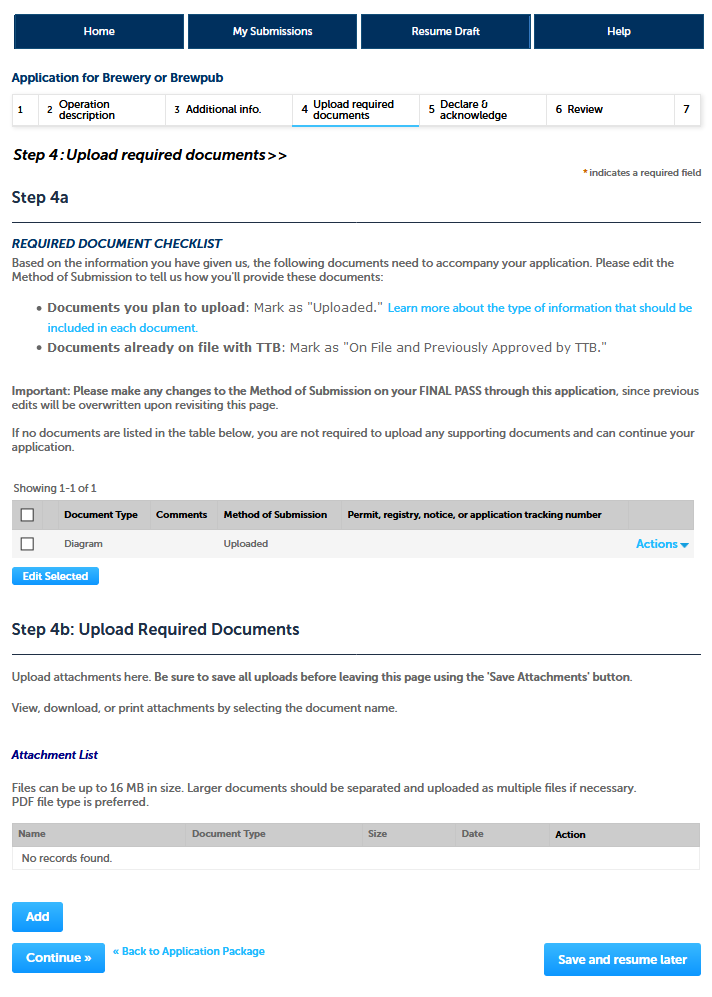 Home My Submissions Resume Draft Help
Application for Brewery or Brewpub
1 2 Operation description 3 Additional info. 4 Upload required documents 5 Declare & acknowledge 6 Review 7
Step 4 : Upload required documents>>
* indicates a required field
Step 4a
REQUIRED DOCUMENT CHECKLIST
Based on the information you have given us, the following documents need to accompany your application. Please edit the
Method of Submission to tell us how you'll provide these documents:
• Documents you plan to upload: Mark as "Uploaded." Learn more about the type of information that should be
included in each document.
• Documents already on file with TTB: Mark as "On File and Previously Approved by TTB."
Important: Please make any changes to the Method of Submission on your FINAL PASS through this application, since previous
edits will be overwritten upon revisiting this page.
If no documents are listed in the table below, you are not required to upload any supporting documents and can continue your
application.
Showing 1-1 of 1
Document Type Comments Method of Submission Permit, registry, notice, or application tracking number
Diagram Uploaded Actions
Edit Selected
Step 4b: Upload Required Documents
Upload attachments here. Be sure to save all uploads before leaving this page using the 'Save Attachments' button.
View, download, or print attachments by selecting the document name.
Attachment List
Files can be up to 16 MB in size. Larger documents should be separated and uploaded as multiple files if necessary.
PDF file type is preferred.
Name Document Type Size Date Action
No records found.
Add
Continue » « Back to Application Package Save and resume later